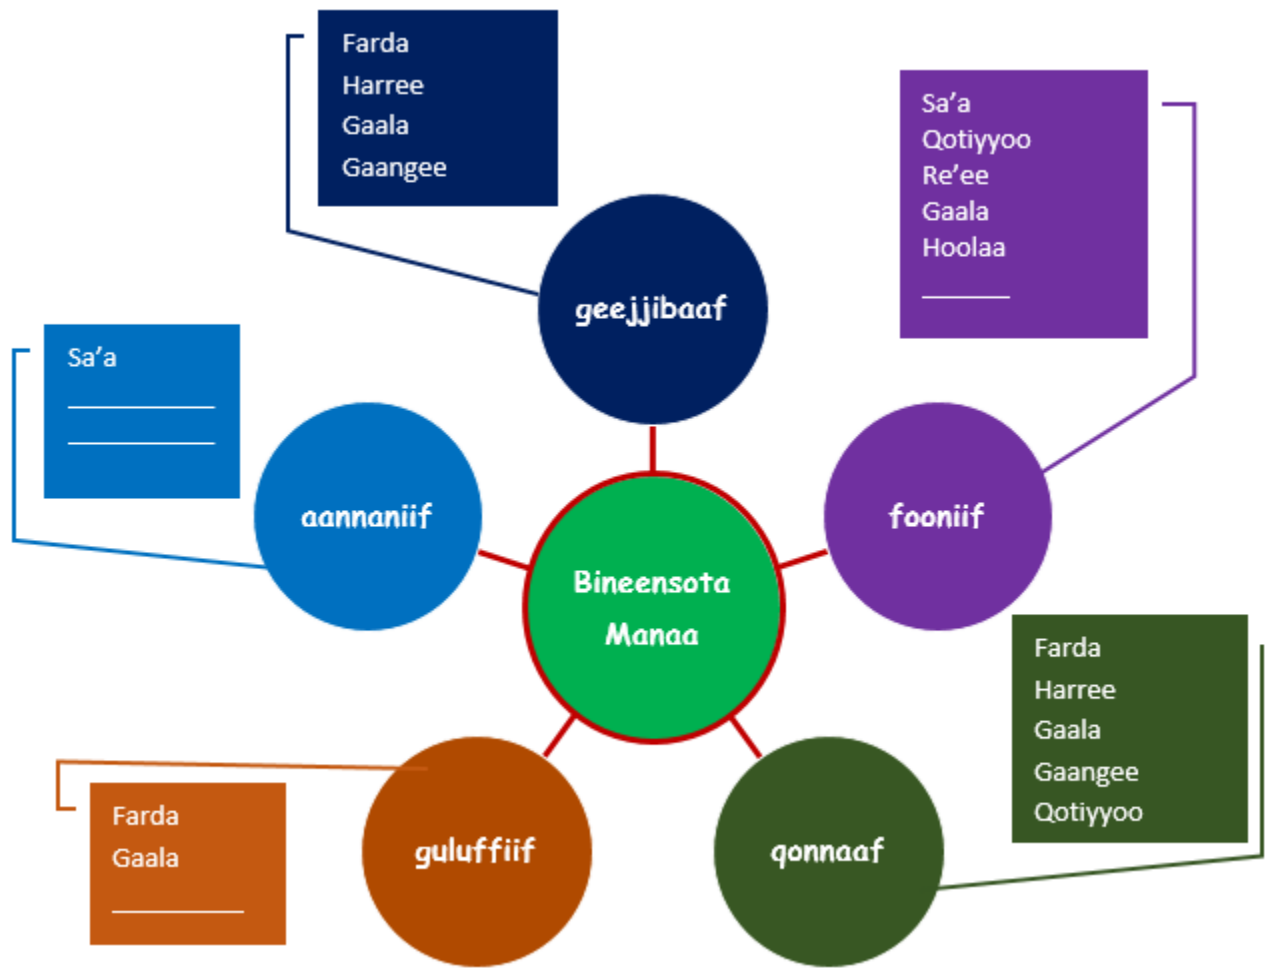 Farda
Harree
Gaala
Gaangee
Sa’a
Qotiyyoo
Re’ee
Gaala
Hoolaa
geejjibaaf
Sa’a
aannaniif
fooniif
Bineensota
Manaa
Farda
Harree
Gaala
Gaangee
Qotiyyoo
Farda
Gaala
guluffiif
qonnaaf